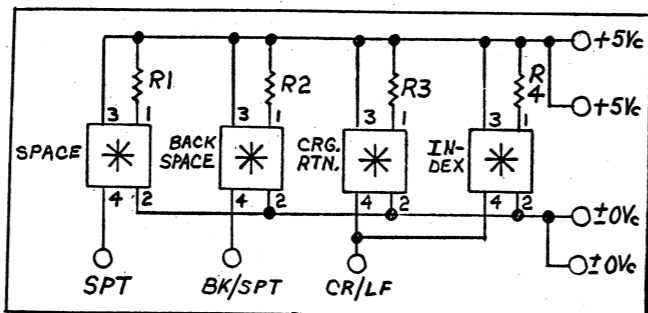 +5Vc
R1
R2
R3
R4
3 1
3 1
3 1
3 1
+5Vc
SPACE
BACK SPACE
CRG. RTN.
IN-DEX
4 2
4 2
4 2
4 2
±0Vc
±0Vc
SPT
BK/SPT
CR/LF